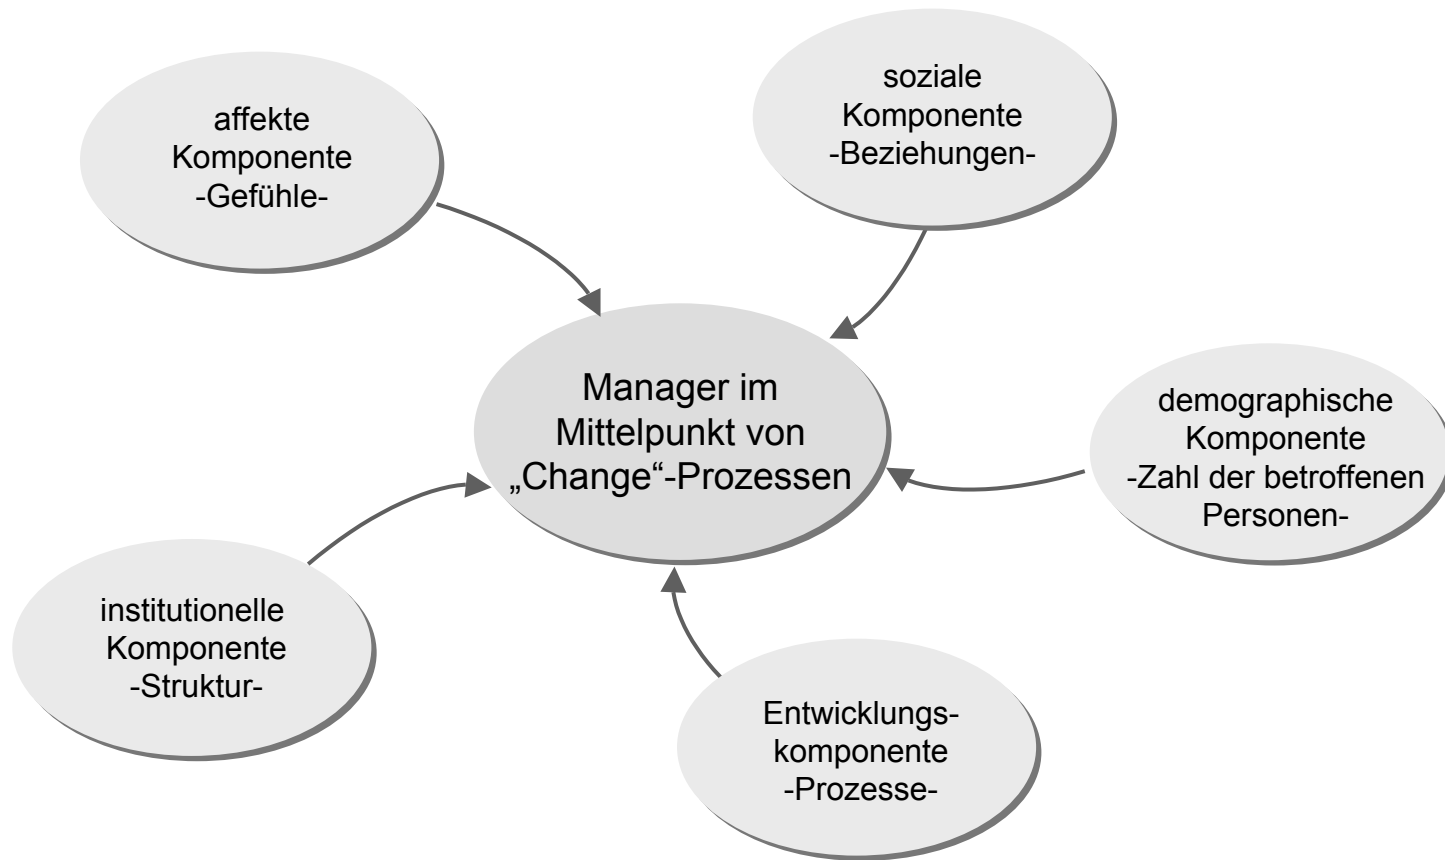 affekte
Komponente
-Gefühle-
soziale
Komponente
-Beziehungen-
Manager im
Mittelpunkt von
„Change“-Prozessen
demographische
Komponente
-Zahl der betroffenen
Personen-
institutionelle
Komponente
-Struktur-
Entwicklungs-
komponente
-Prozesse-